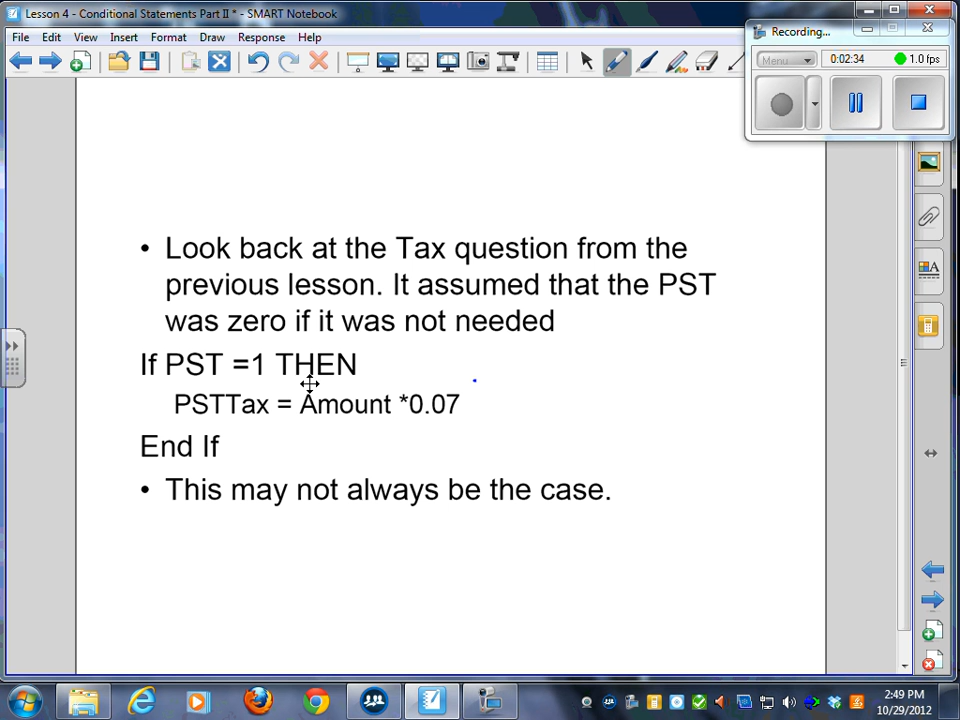 Lesson 4 - Conditional Statements Part II * - SMART Notebook
File Edit View Insert Format Draw Response Help
Recording...
Menu 0:02:34 1.0 fps
• Look back at the Tax question from the
previous lesson. It assumed that the PST
was zero if it was not needed
If PST =1 THEN
PSTTax = Amount *0.07
End If
• This may not always be the case.
2:49 PM
10/29/2012